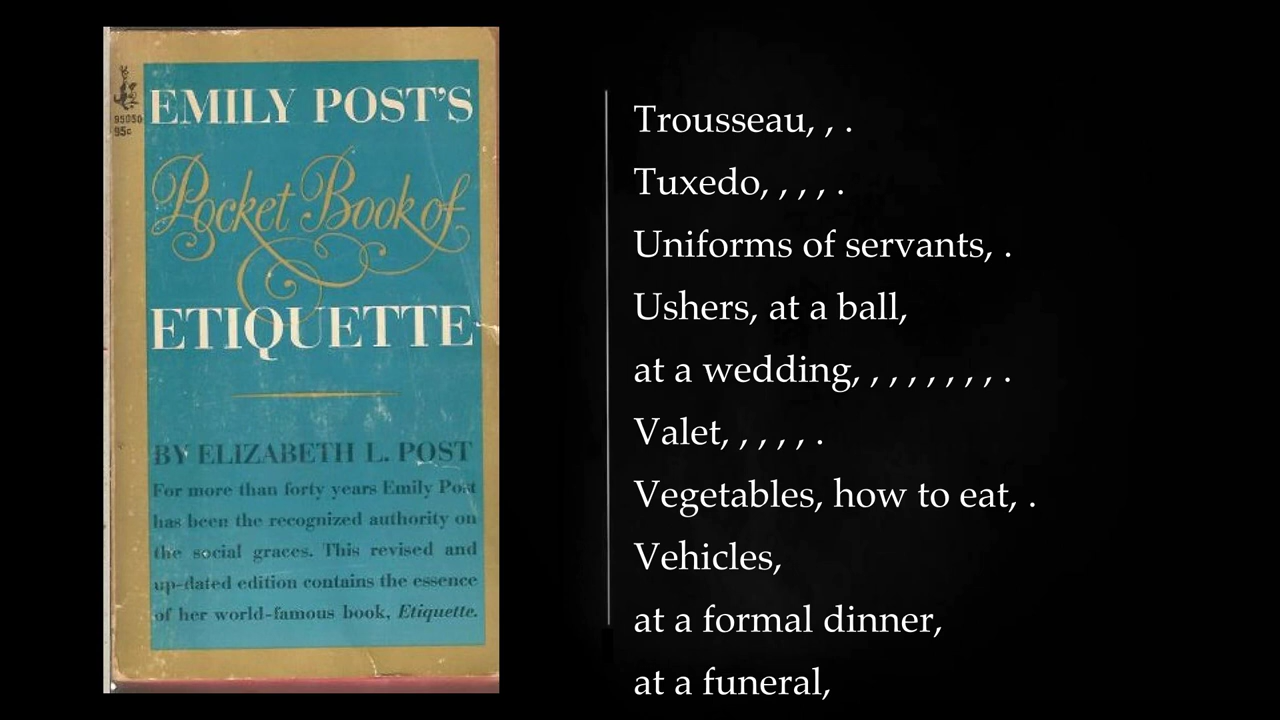 95050
95c
EMILY POST'S
Pocket Book of
ETIQUETTE
BY ELIZABETH L. POST
For more than forty years Emily Post
has been the recognized authority on
the social graces. This revised and
up-dated edition contains the essence
of her world-famous book, Etiquette.
Trousseau, , .
Tuxedo, , , , .
Uniforms of servants, .
Ushers, at a ball,
at a wedding, , , , , , , , .
Valet, , , , , .
Vegetables, how to eat, .
Vehicles,
at a formal dinner,
at a funeral,